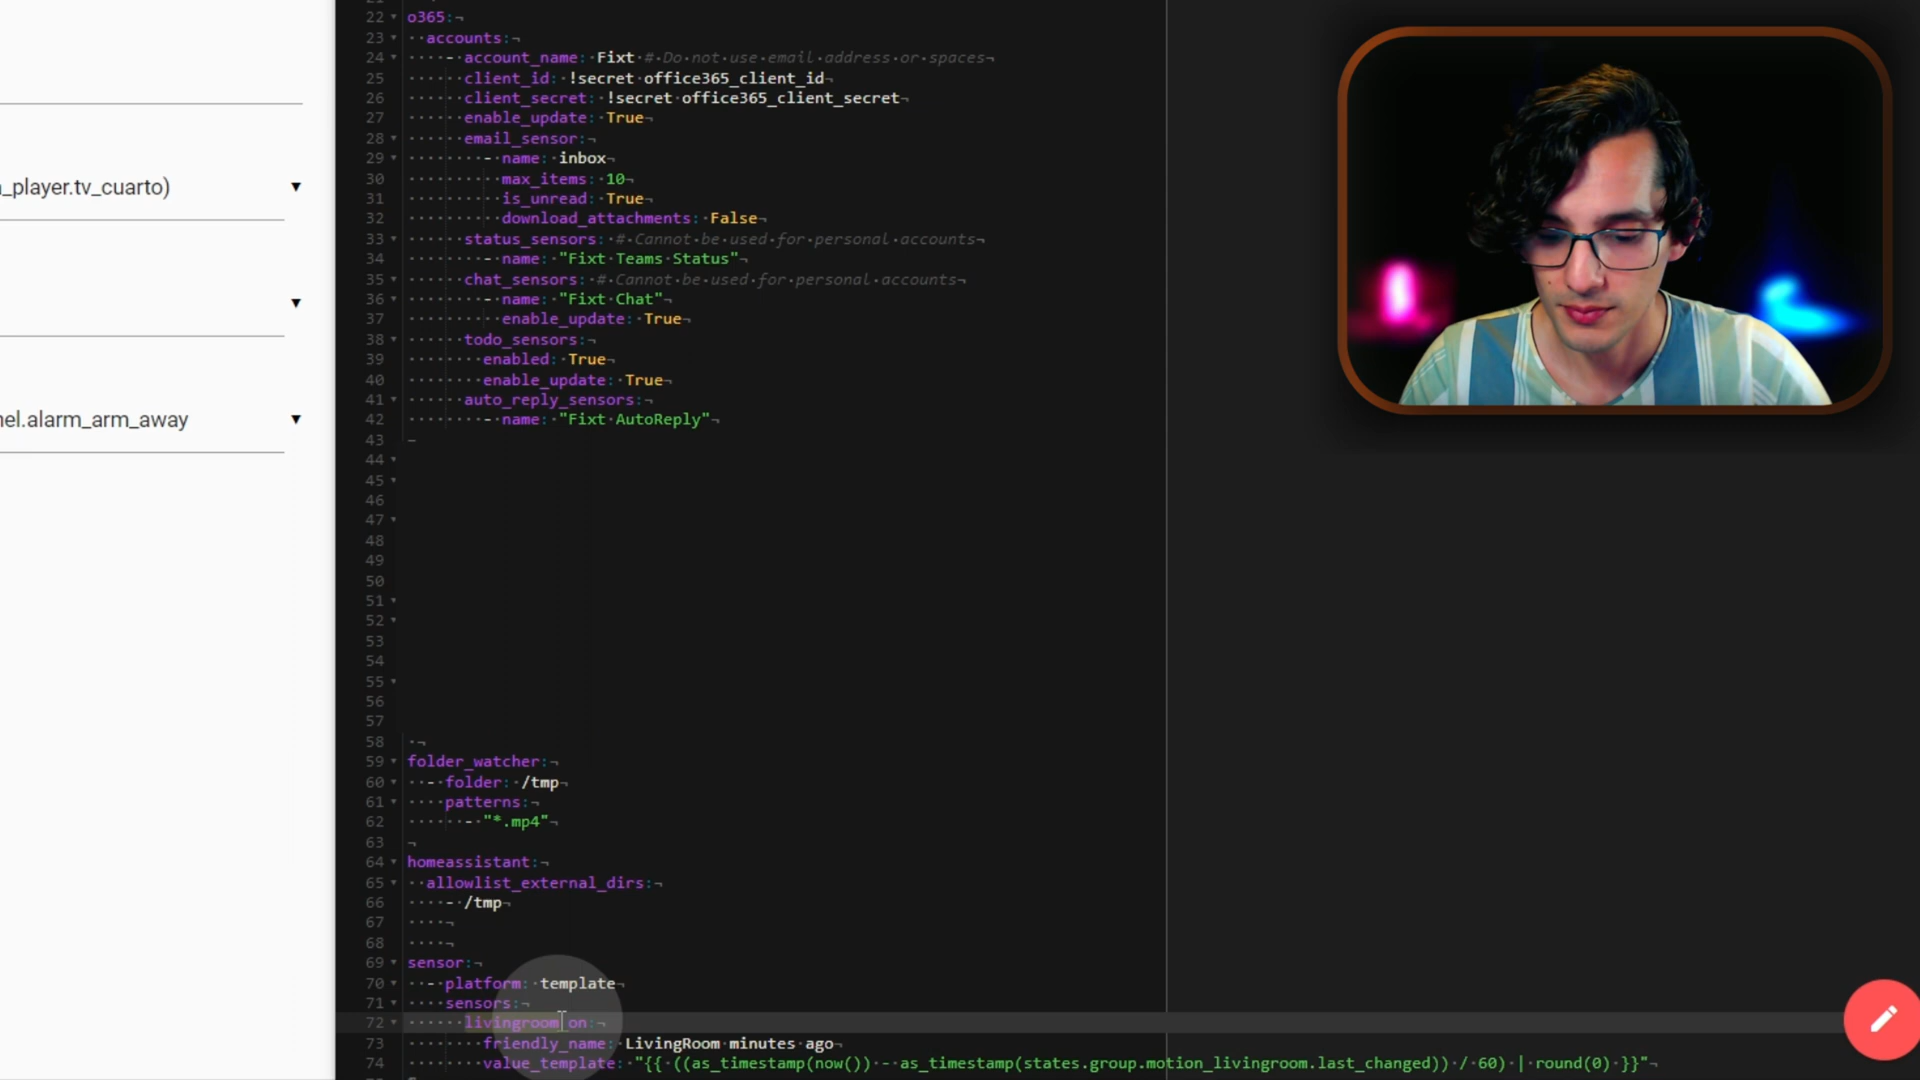 22 o365:
23 accounts:
24 - account_name: Fixt # Do not use email address or spaces
25 client_id: !secret office365_client_id
26 client_secret: !secret office365_client_secret
27 enable_update: True
28 email_sensor:
29 - name: inbox
_player.tv_cuarto)
30 max_items: 10
31 is_unread: True
32 download_attachments: False
33 status_sensors: # Cannot be used for personal accounts
34 - name: "Fixt Teams Status"
35 chat_sensors: # Cannot be used for personal accounts
36 - name: "Fixt Chat"
37 enable_update: True
38 todo_sensors:
39 enabled: True
40 enable_update: True
41 auto_reply_sensors:
nel.alarm_arm_away
42 - name: "Fixt AutoReply"
43
44
45
46
47
48
49
50
51
52
53
54
55
56
57
58
59 folder_watcher:
60 - folder: /tmp
61 patterns:
62 - "*.mp4"
63
64 homeassistant:
65 allowlist_external_dirs:
66 - /tmp
67
68
69 sensor:
70 - platform: template
71 sensors:
72 livingroom_on:
73 friendly_name: LivingRoom minutes ago
74 value_template: "{{ ((as_timestamp(now()) - as_timestamp(states.group.motion_livingroom.last_changed)) / 60) | round(0) }}"